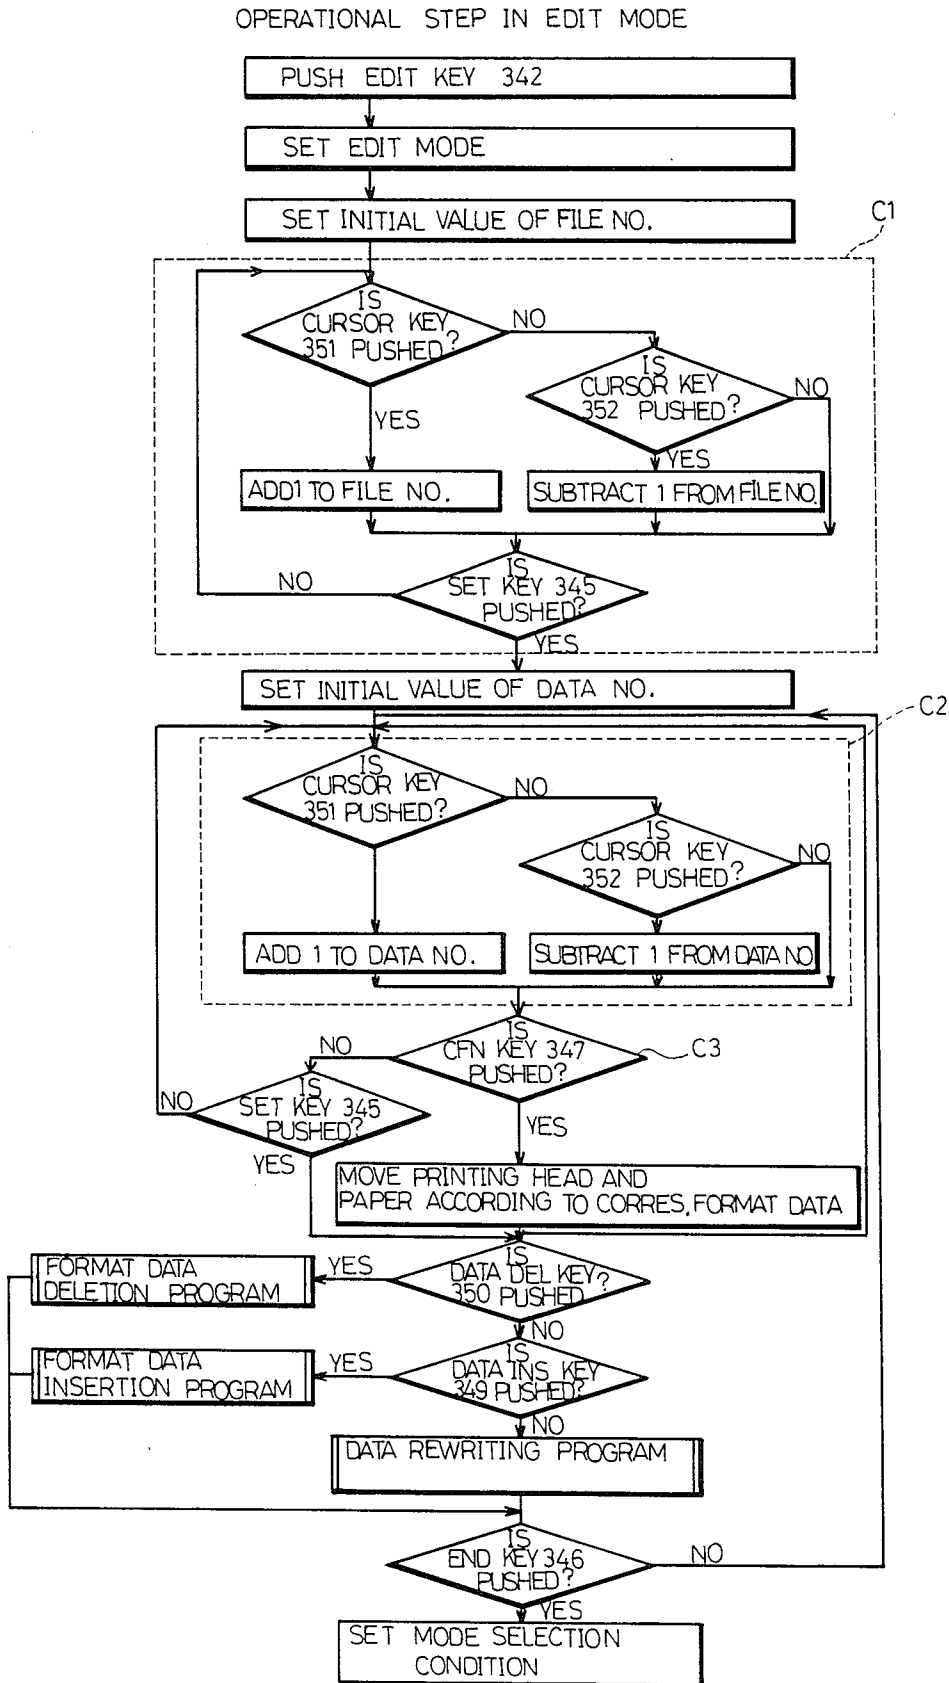 OPERATIONAL STEP IN EDIT MODE
PUSH EDIT KEY 342
SET EDIT MODE
SET INITIAL VALUE OF FILE NO.
C1
IS
CURSOR KEY
351 PUSHED?
NO
IS
CURSOR KEY
352 PUSHED?
NO
YES
YES
ADD1 TO FILE NO.
SUBTRACT 1 FROM FILE NO.
IS
SET KEY 345
PUSHED?
NO
YES
SET INITIAL VALUE OF DATA NO.
C2
IS
CURSOR KEY
351 PUSHED?
NO
IS
CURSOR KEY
352 PUSHED?
NO
ADD 1 TO DATA NO.
SUBTRACT 1 FROM DATA NO
IS
CFN KEY 347
PUSHED?
C3
NO
IS
SET KEY 345
PUSHED?
NO
YES
YES
MOVE PRINTING HEAD AND
PAPER ACCORDING TO CORRES. FORMAT DATA
IS
DATA DEL KEY?
350 PUSHED
YES
FORMAT DATA
DELETION PROGRAM
NO
IS
DATA INS KEY
349 PUSHED?
YES
FORMAT DATA
INSERTION PROGRAM
NO
DATA REWRITING PROGRAM
IS
END KEY 346
PUSHED?
NO
YES
SET MODE SELECTION
CONDITION